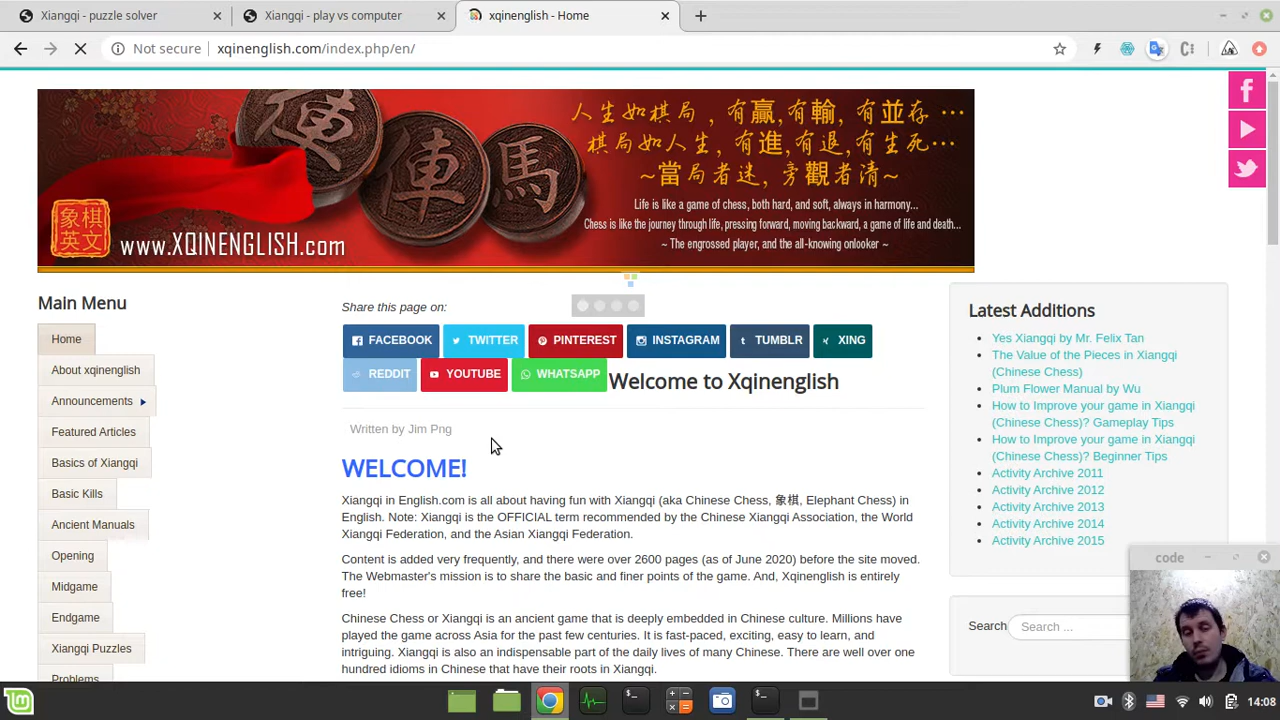 Xiangqi - puzzle solver
Xiangqi - play vs computer
xqinenglish - Home
Not secure
xqinenglish.com/index.php/en/
人生如棋局，有贏,有輸, 有並存 …
棋局如人生, 有進,有退,有生死…
~當局者迷, 旁觀者清~
連
車
馬
象棋
英文
www.XQINENGLISH.com
Life is like a game of chess, both hard, and soft, always in harmony...
Chess is like the journey through life, pressing forward, moving backward, a game of life and death...
~ The engrossed player, and the all-knowing onlooker ~
Main Menu
Home
About xqinenglish
Announcements
Featured Articles
Basics of Xiangqi
Basic Kills
Ancient Manuals
Opening
Midgame
Endgame
Xiangqi Puzzles
Problems
Share this page on:
FACEBOOK
TWITTER
PINTEREST
INSTAGRAM
TUMBLR
XING
REDDIT
YOUTUBE
WHATSAPP
Welcome to Xqinenglish
Written by Jim Png
WELCOME!
Xiangqi in English.com is all about having fun with Xiangqi (aka Chinese Chess, 象棋, Elephant Chess) in
English. Note: Xiangqi is the OFFICIAL term recommended by the Chinese Xiangqi Association, the World
Xiangqi Federation, and the Asian Xiangqi Federation.
Content is added very frequently, and there were over 2600 pages (as of June 2020) before the site moved.
The Webmaster's mission is to share the basic and finer points of the game. And, Xqinenglish is entirely
free!
Chinese Chess or Xiangqi is an ancient game that is deeply embedded in Chinese culture. Millions have
played the game across Asia for the past few centuries. It is fast-paced, exciting, easy to learn, and
intriguing. Xiangqi is also an indispensable part of the daily lives of many Chinese. There are well over one
hundred idioms in Chinese that have their roots in Xiangqi.
Latest Additions
Yes Xiangqi by Mr. Felix Tan
The Value of the Pieces in Xiangqi
(Chinese Chess)
Plum Flower Manual by Wu
How to Improve your game in Xiangqi
(Chinese Chess)? Gameplay Tips
How to Improve your game in Xiangqi
(Chinese Chess)? Beginner Tips
Activity Archive 2011
Activity Archive 2012
Activity Archive 2013
Activity Archive 2014
Activity Archive 2015
Search
Search ...
code
14:08